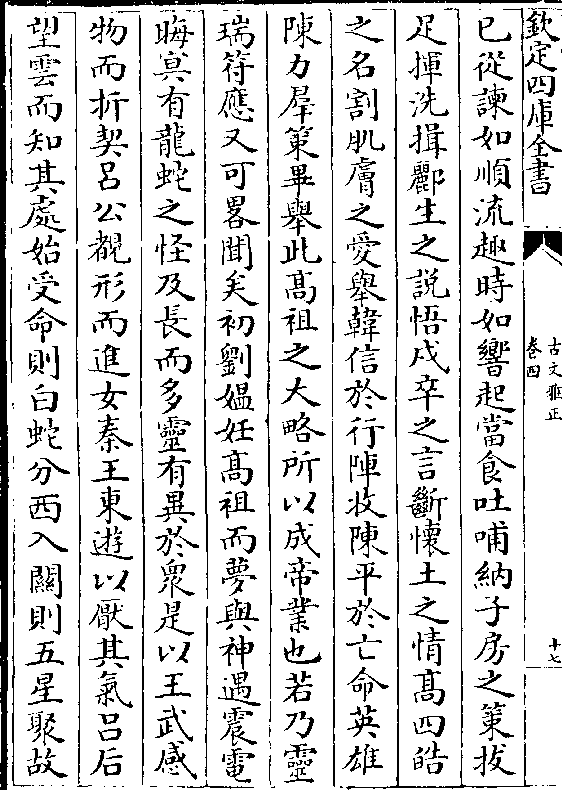 欽定四庫全書
古文雅正
卷四
十七
已從諫如順流趣時如響起當食吐哺納子房之策拔
足揮洗揖酈生之說悟戍卒之言斷懷土之情髙四皓
之名割肌膚之愛舉韓信於行陣收陳平於亡命英雄
陳力羣策畢舉此髙祖之大略所以成帝業也若乃靈
瑞符應又可畧聞矣初劉媼妊髙祖而夢與神遇震電
晦冥有龍蛇之怪及長而多靈有異於衆是以王武感
物而折契吕公覩形而進女秦王東遊以厭其氣吕后
望雲而知其處始受命則白蛇分西入關則五星聚故